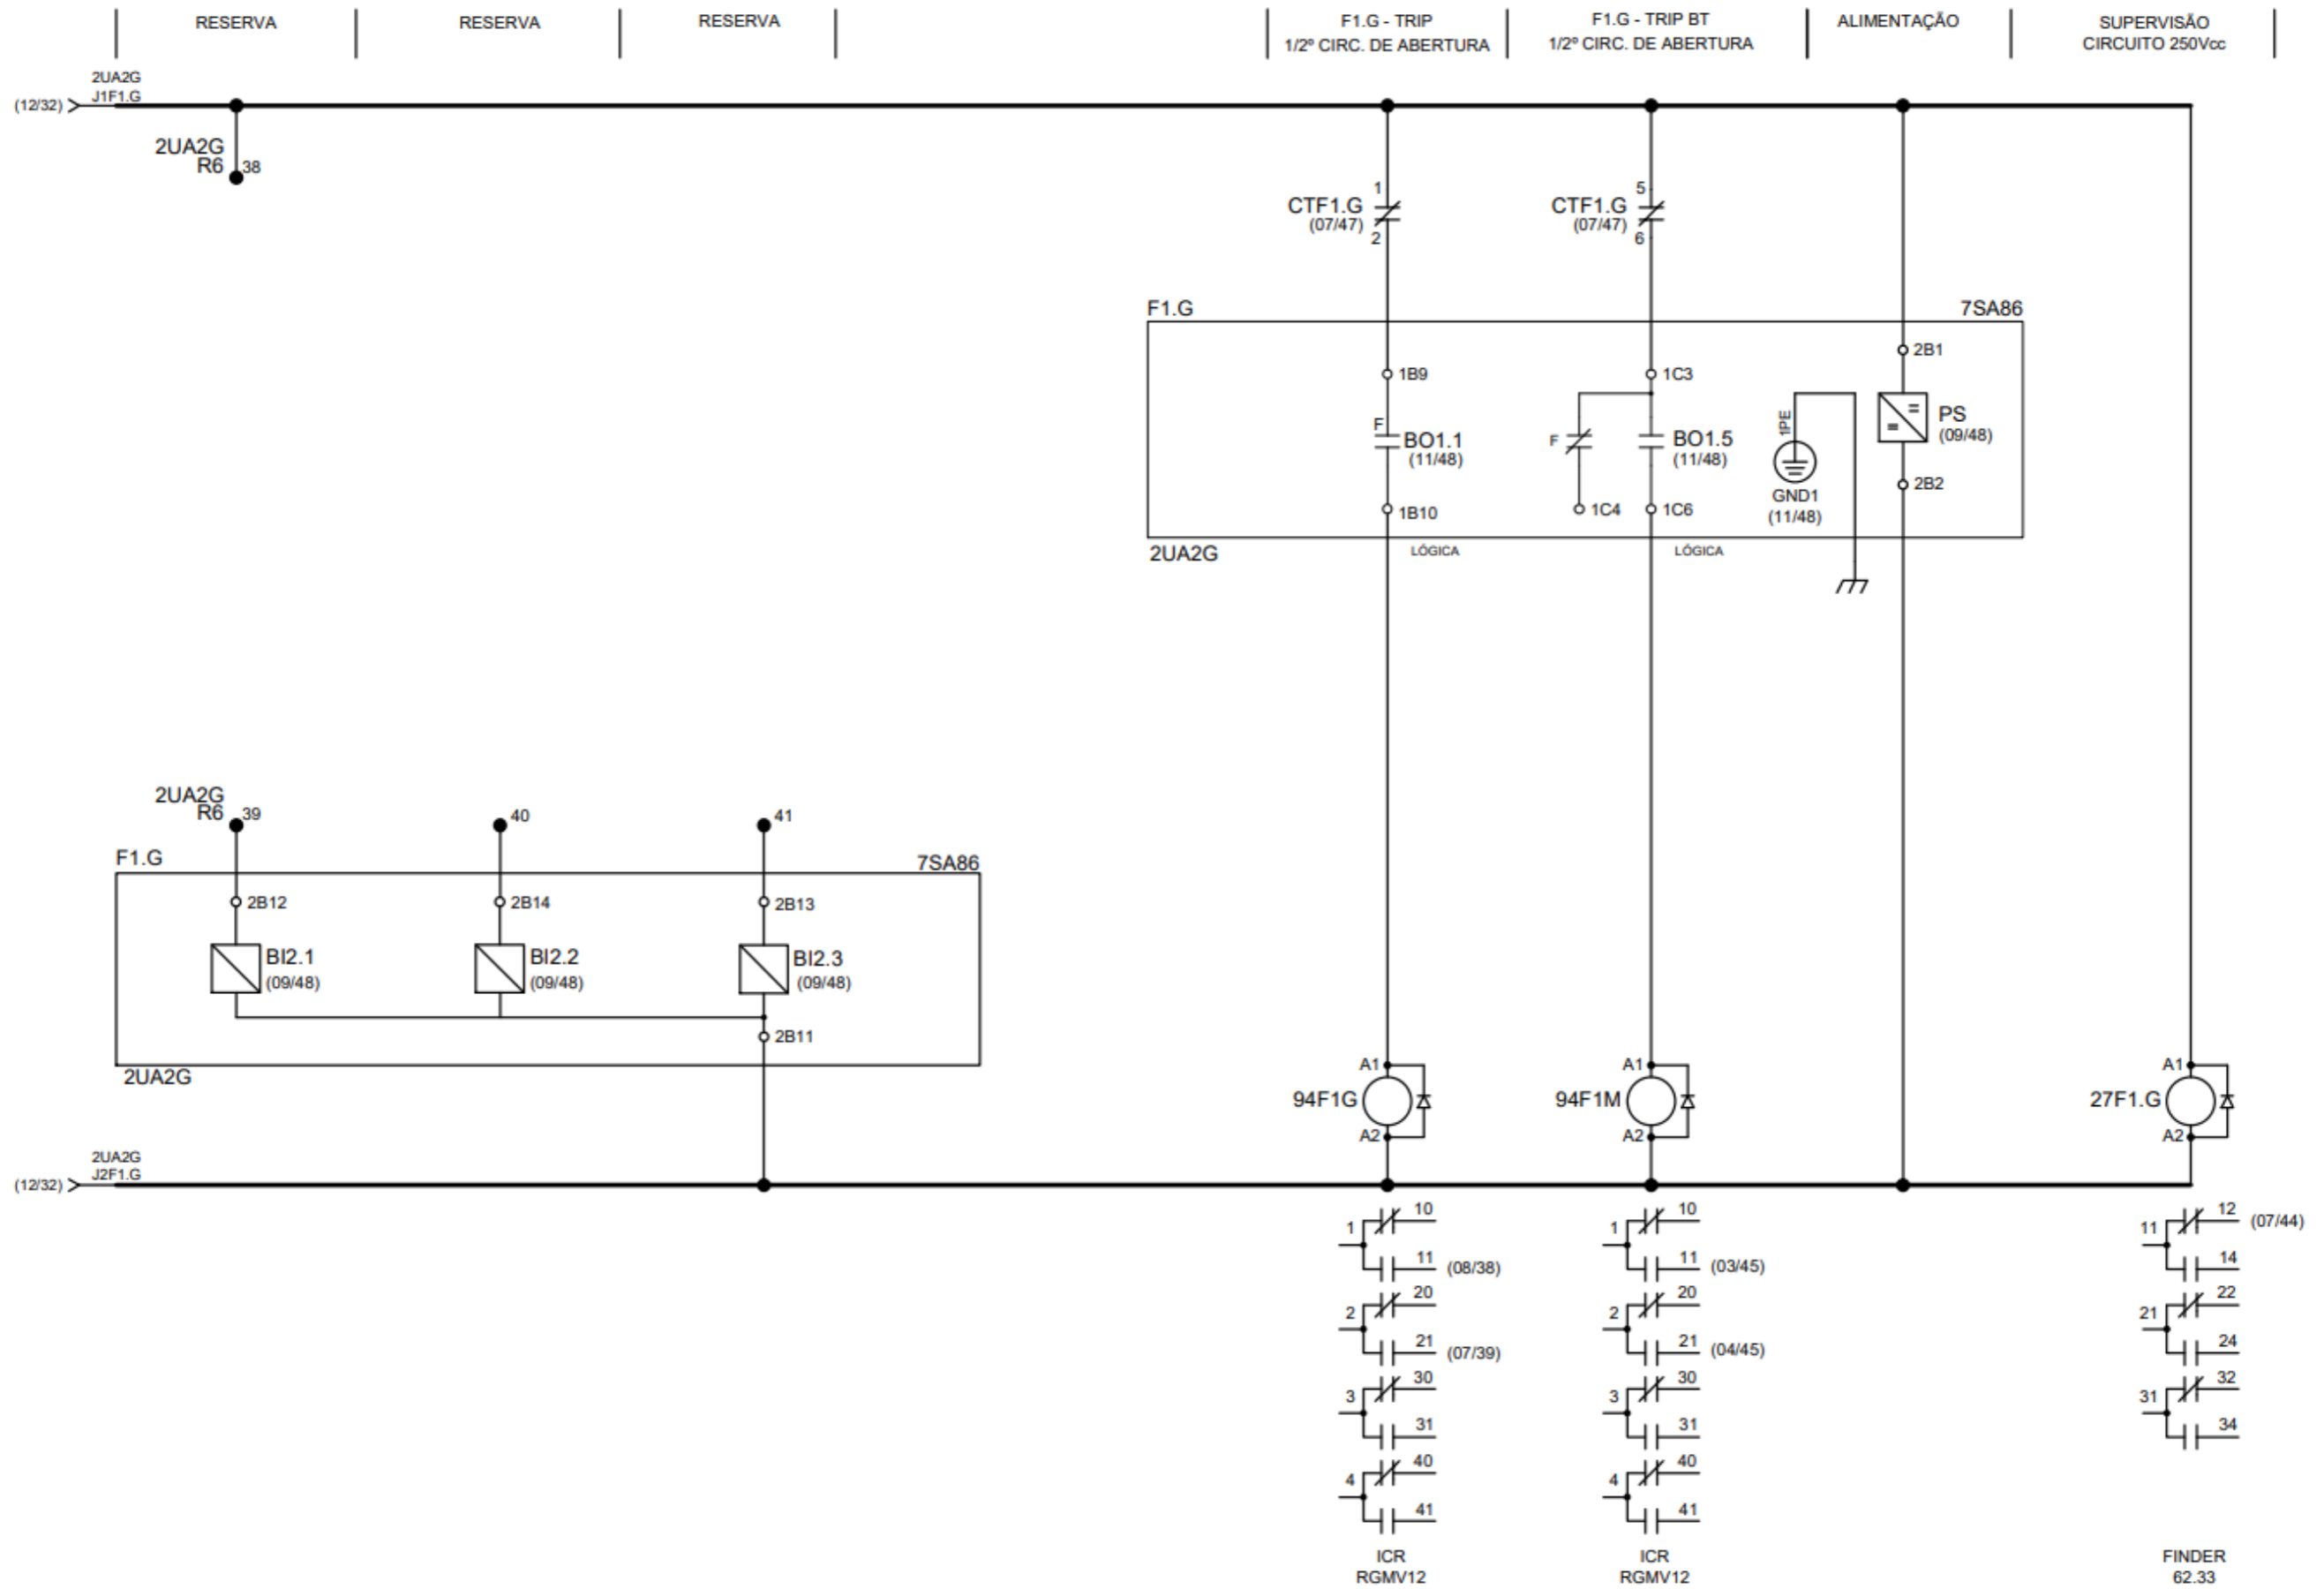 RESERVA
RESERVA
RESERVA
F1.G - TRIP
1/2º CIRC. DE ABERTURA
F1.G - TRIP BT
1/2º CIRC. DE ABERTURA
ALIMENTAÇÃO
SUPERVISÃO
CIRCUITO 250Vcc
2UA2G
(12/32)
J1F1.G
2UA2G
R6
38
1
CTF1.G
(07/47)
2
5
CTF1.G
(07/47)
6
F1.G
7SA86
1B9
F
BO1.1
(11/48)
1B10
1C3
F
BO1.5
(11/48)
1C4
1C6
1PE
GND1
(11/48)
2B1
PS
(09/48)
2B2
2UA2G
LÓGICA
LÓGICA
2UA2G
R6
39
40
41
F1.G
7SA86
2B12
2B14
2B13
BI2.1
(09/48)
BI2.2
(09/48)
BI2.3
(09/48)
2B11
2UA2G
A1
94F1G
A2
A1
94F1M
A2
A1
27F1.G
A2
2UA2G
(12/32)
J2F1.G
10
1
11
(08/38)
20
2
21
(07/39)
30
3
31
40
4
41
ICR
RGMV12
10
1
11
(03/45)
20
2
21
(04/45)
30
3
31
40
4
41
ICR
RGMV12
12
(07/44)
11
14
22
21
24
32
31
34
FINDER
62.33